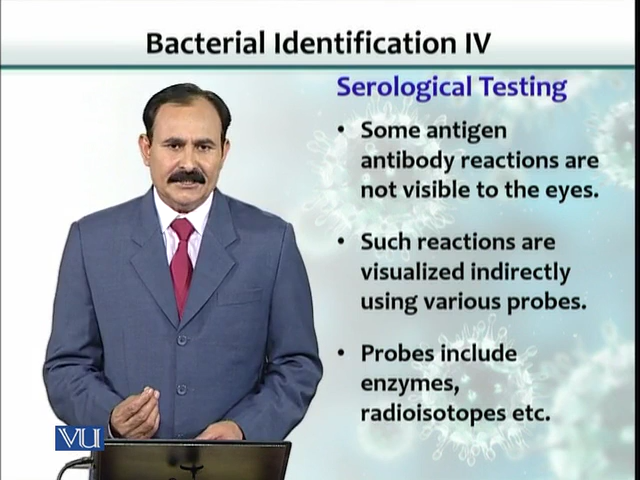 Bacterial Identification IV
Serological Testing
• Some antigen
antibody reactions are
not visible to the eyes.
• Such reactions are
visualized indirectly
using various probes.
• Probes include
enzymes,
radioisotopes etc.
VU